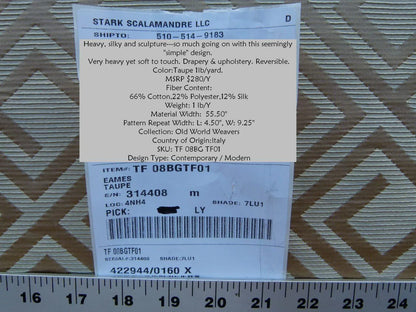 STARK SCALAMANDRE LLC D
SHIPTO: 510-514-9183
Heavy, silky and sculpture—so much going on with this seemingly
"simple" design.
Very heavy yet soft to touch. Drapery & upholstery. Reversible.
Color:Taupe 1lb/yard.
MSRP $280/Y
Fiber Content:
66% Cotton,22% Polyester,12% Silk
Weight: 1 lb/Y
Material Width: 55.50"
Pattern Repeat Width: L: 4.50", W: 9.25"
Collection: Old World Weavers
Country of Origin:Italy
SKU: TF 08BG TF01
Design Type: Contemporary / Modern
ITEM#: TF 08BGTF01
EAMES
TAUPE
S/N: 314408 m
LOC: 4NH4 SHADE: 7LU1
PICK: LY
TF 08BGTF01
SERIAL#:314408 SHADE:7LU1
422944/0160 X
16 17 18 19 20 21 22 23 24